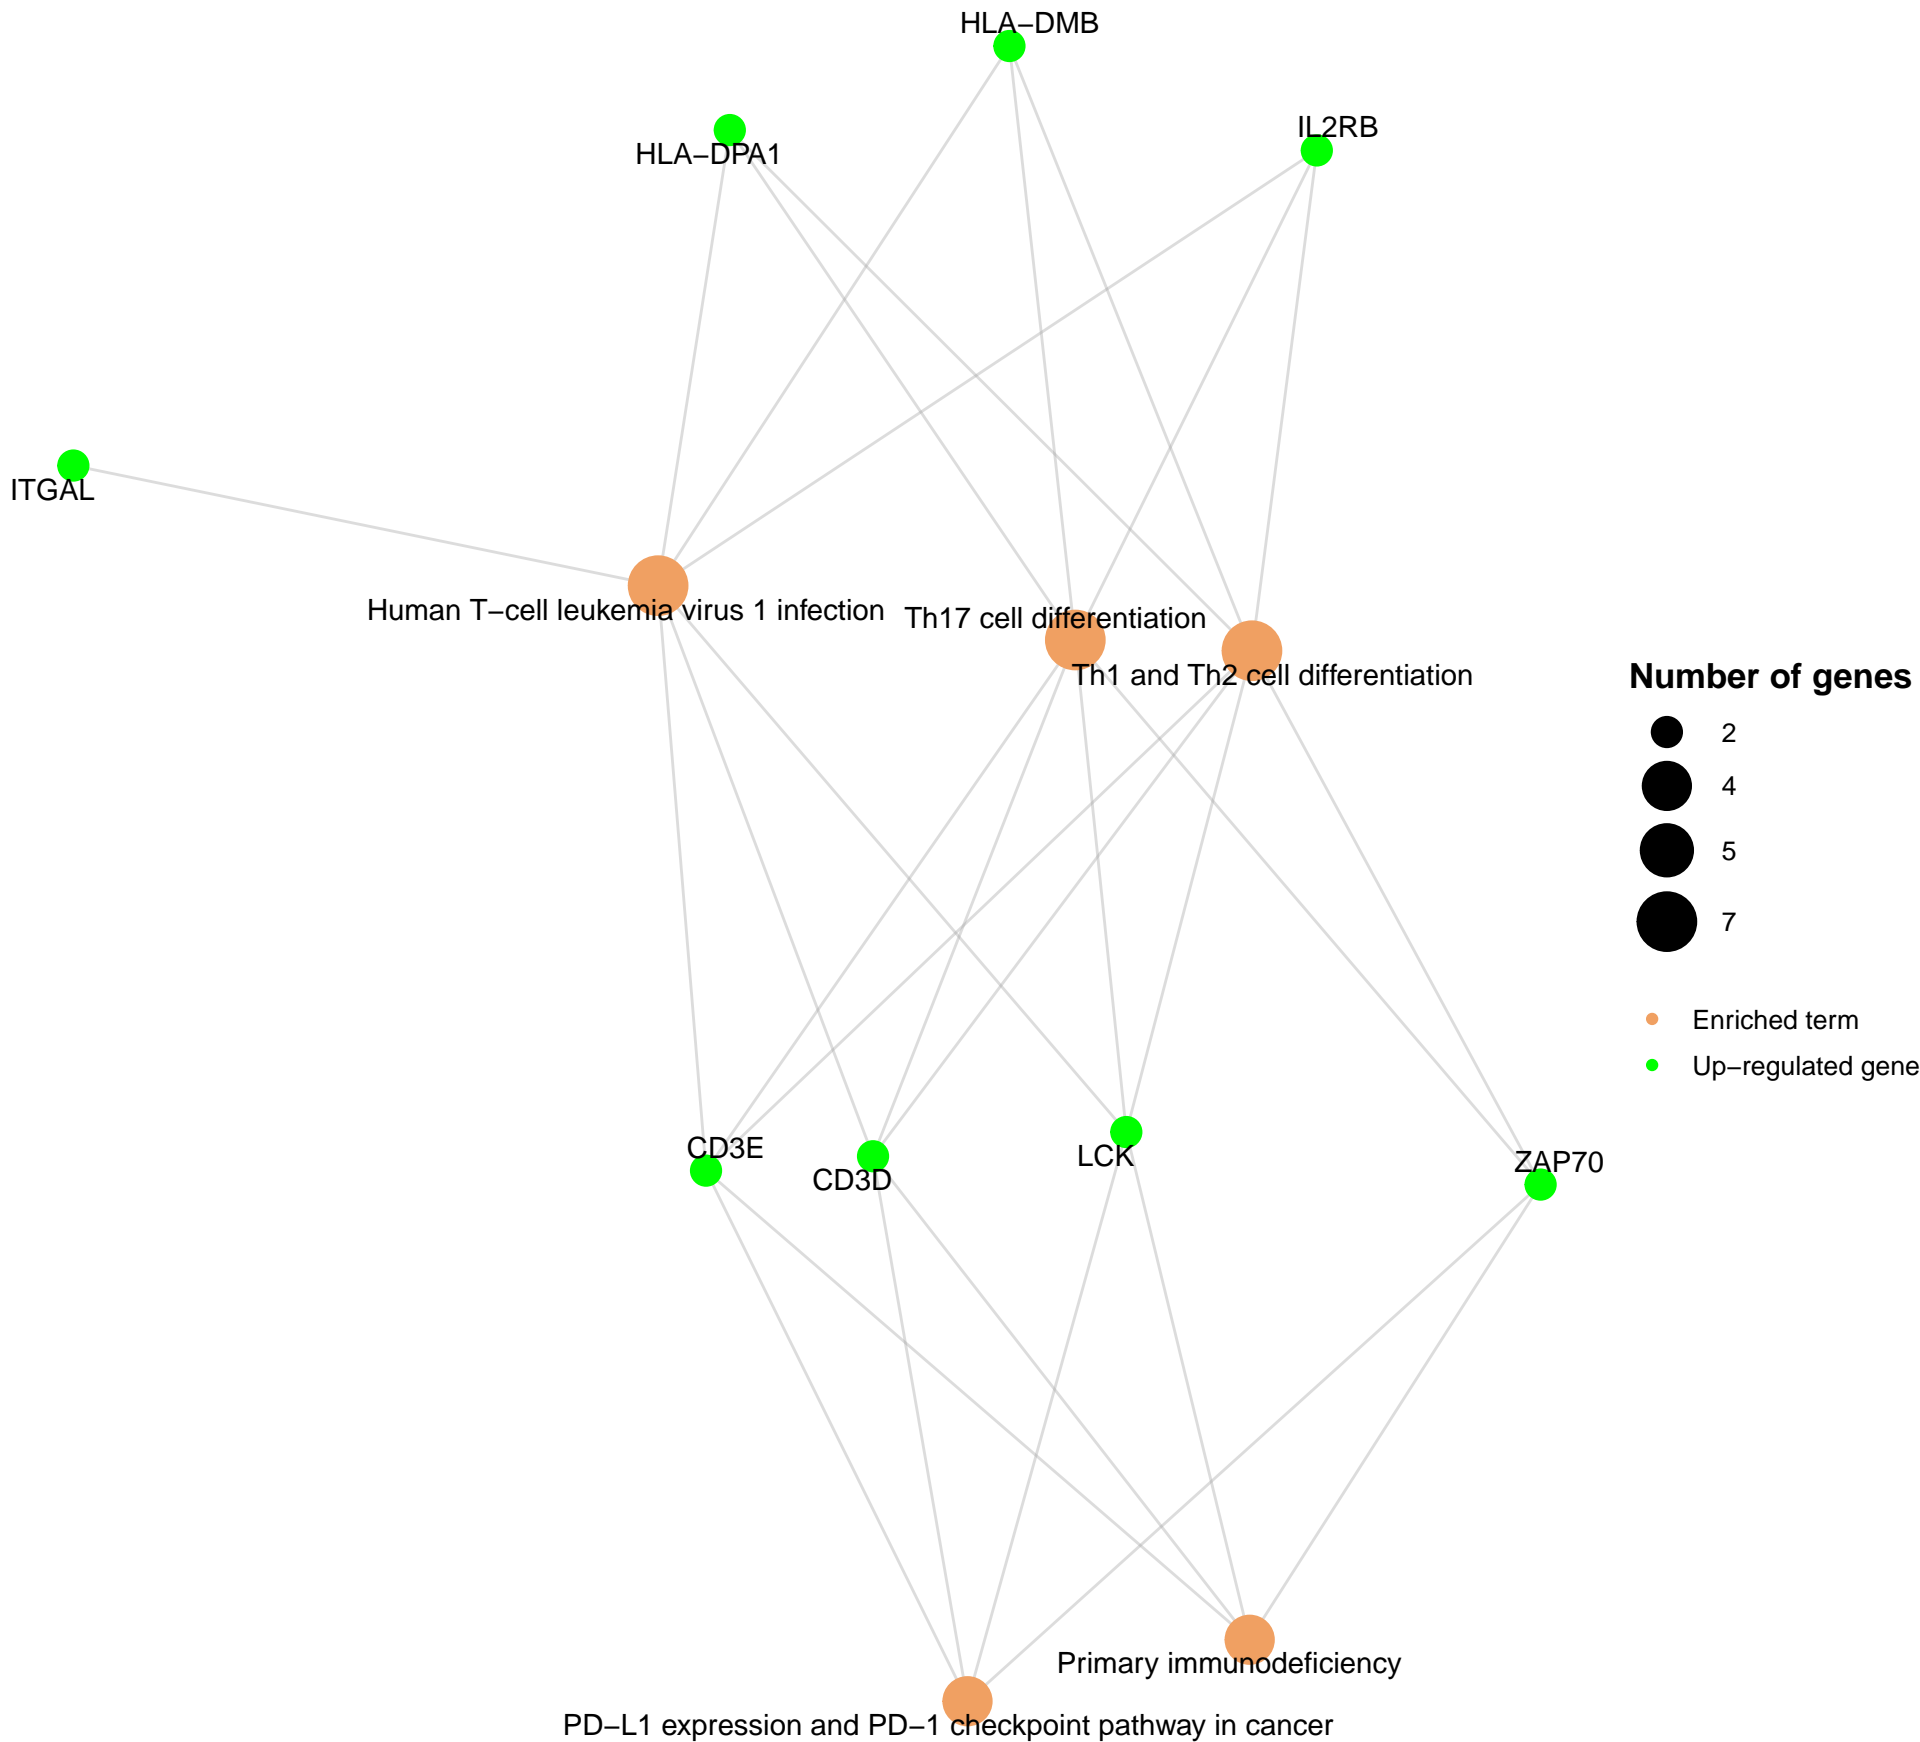 HLA−DMB
IL2RB
HLA−DPA1
ITGAL
Human T−cell leukemia virus 1 infection
Th17 cell differentiation
Th1 and Th2 cell differentiation
Number of genes
2
4
5
7
Enriched term
Up−regulated gene
CD3E
CD3D
LCK
ZAP70
Primary immunodeficiency
PD−L1 expression and PD−1 checkpoint pathway in cancer